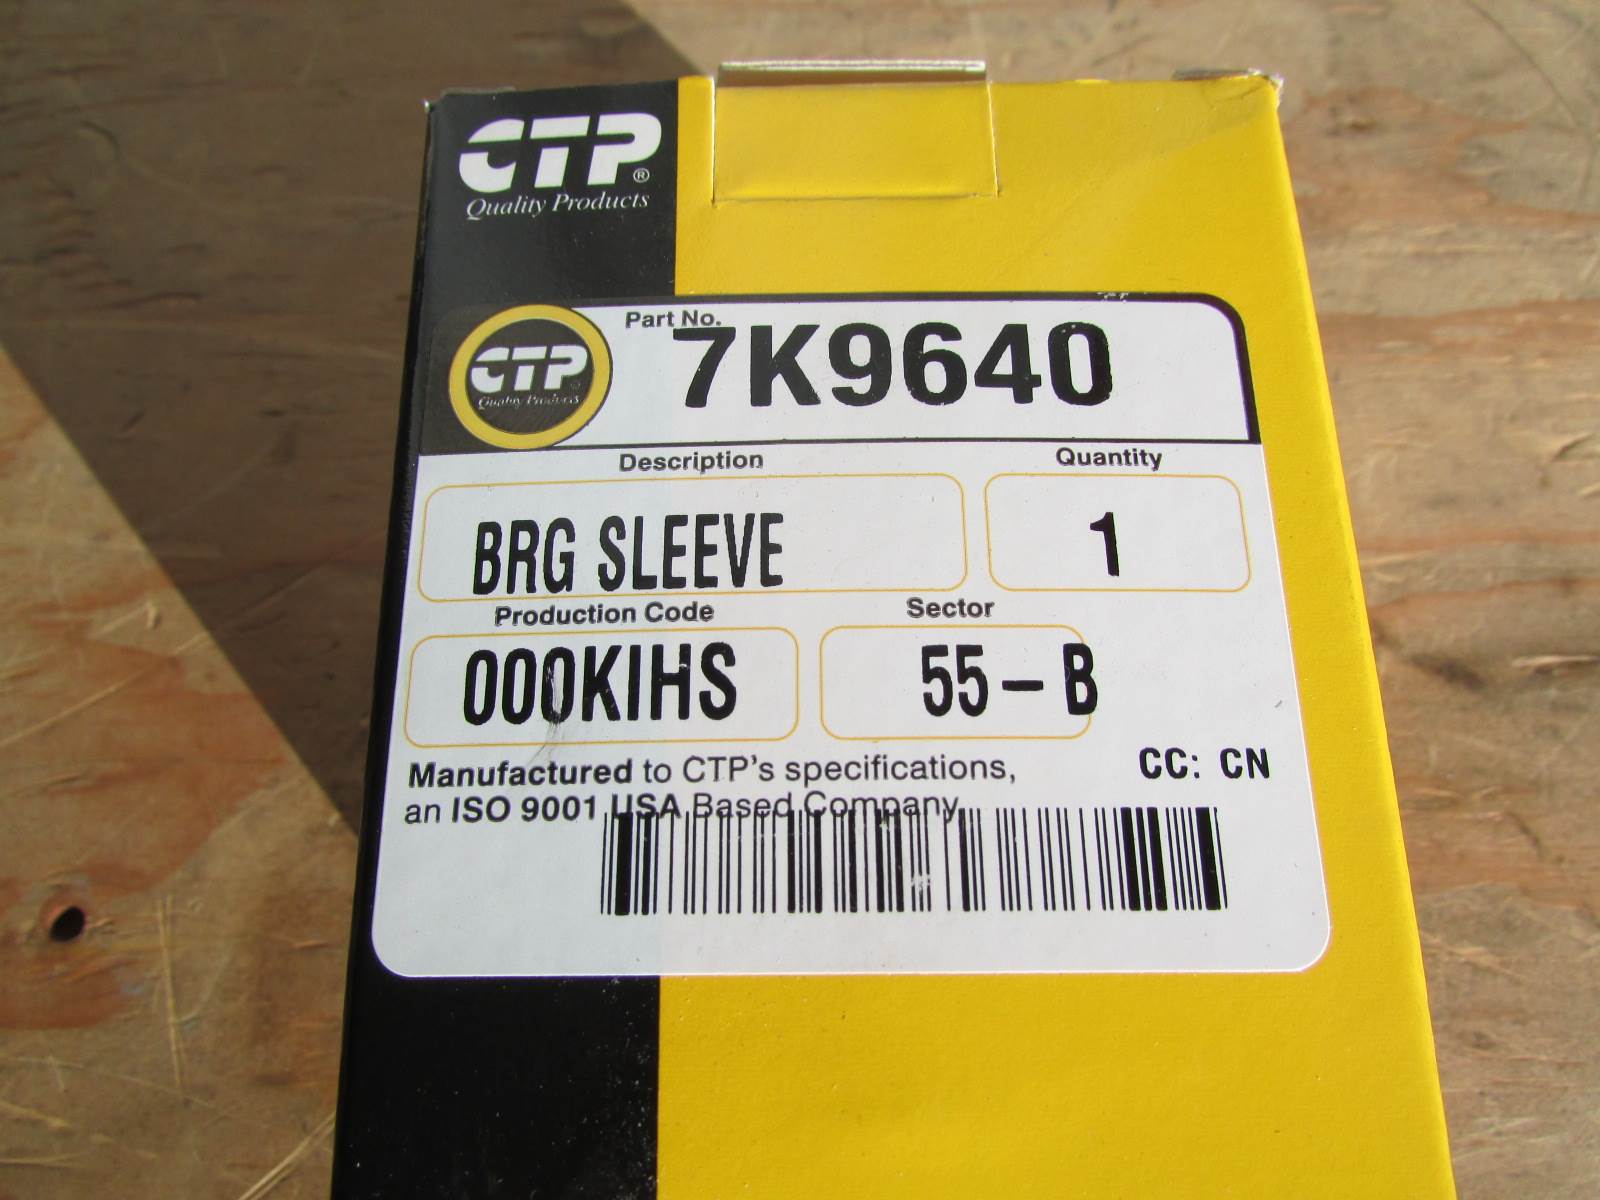 CTP®
Quality Products
Part No.
7K9640
CTP
Quality Products
Description
Quantity
BRG SLEEVE
1
Production Code
Sector
000KIHS
55-B
Manufactured to CTP's specifications,
CC: CN
an ISO 9001 USA Based Company.